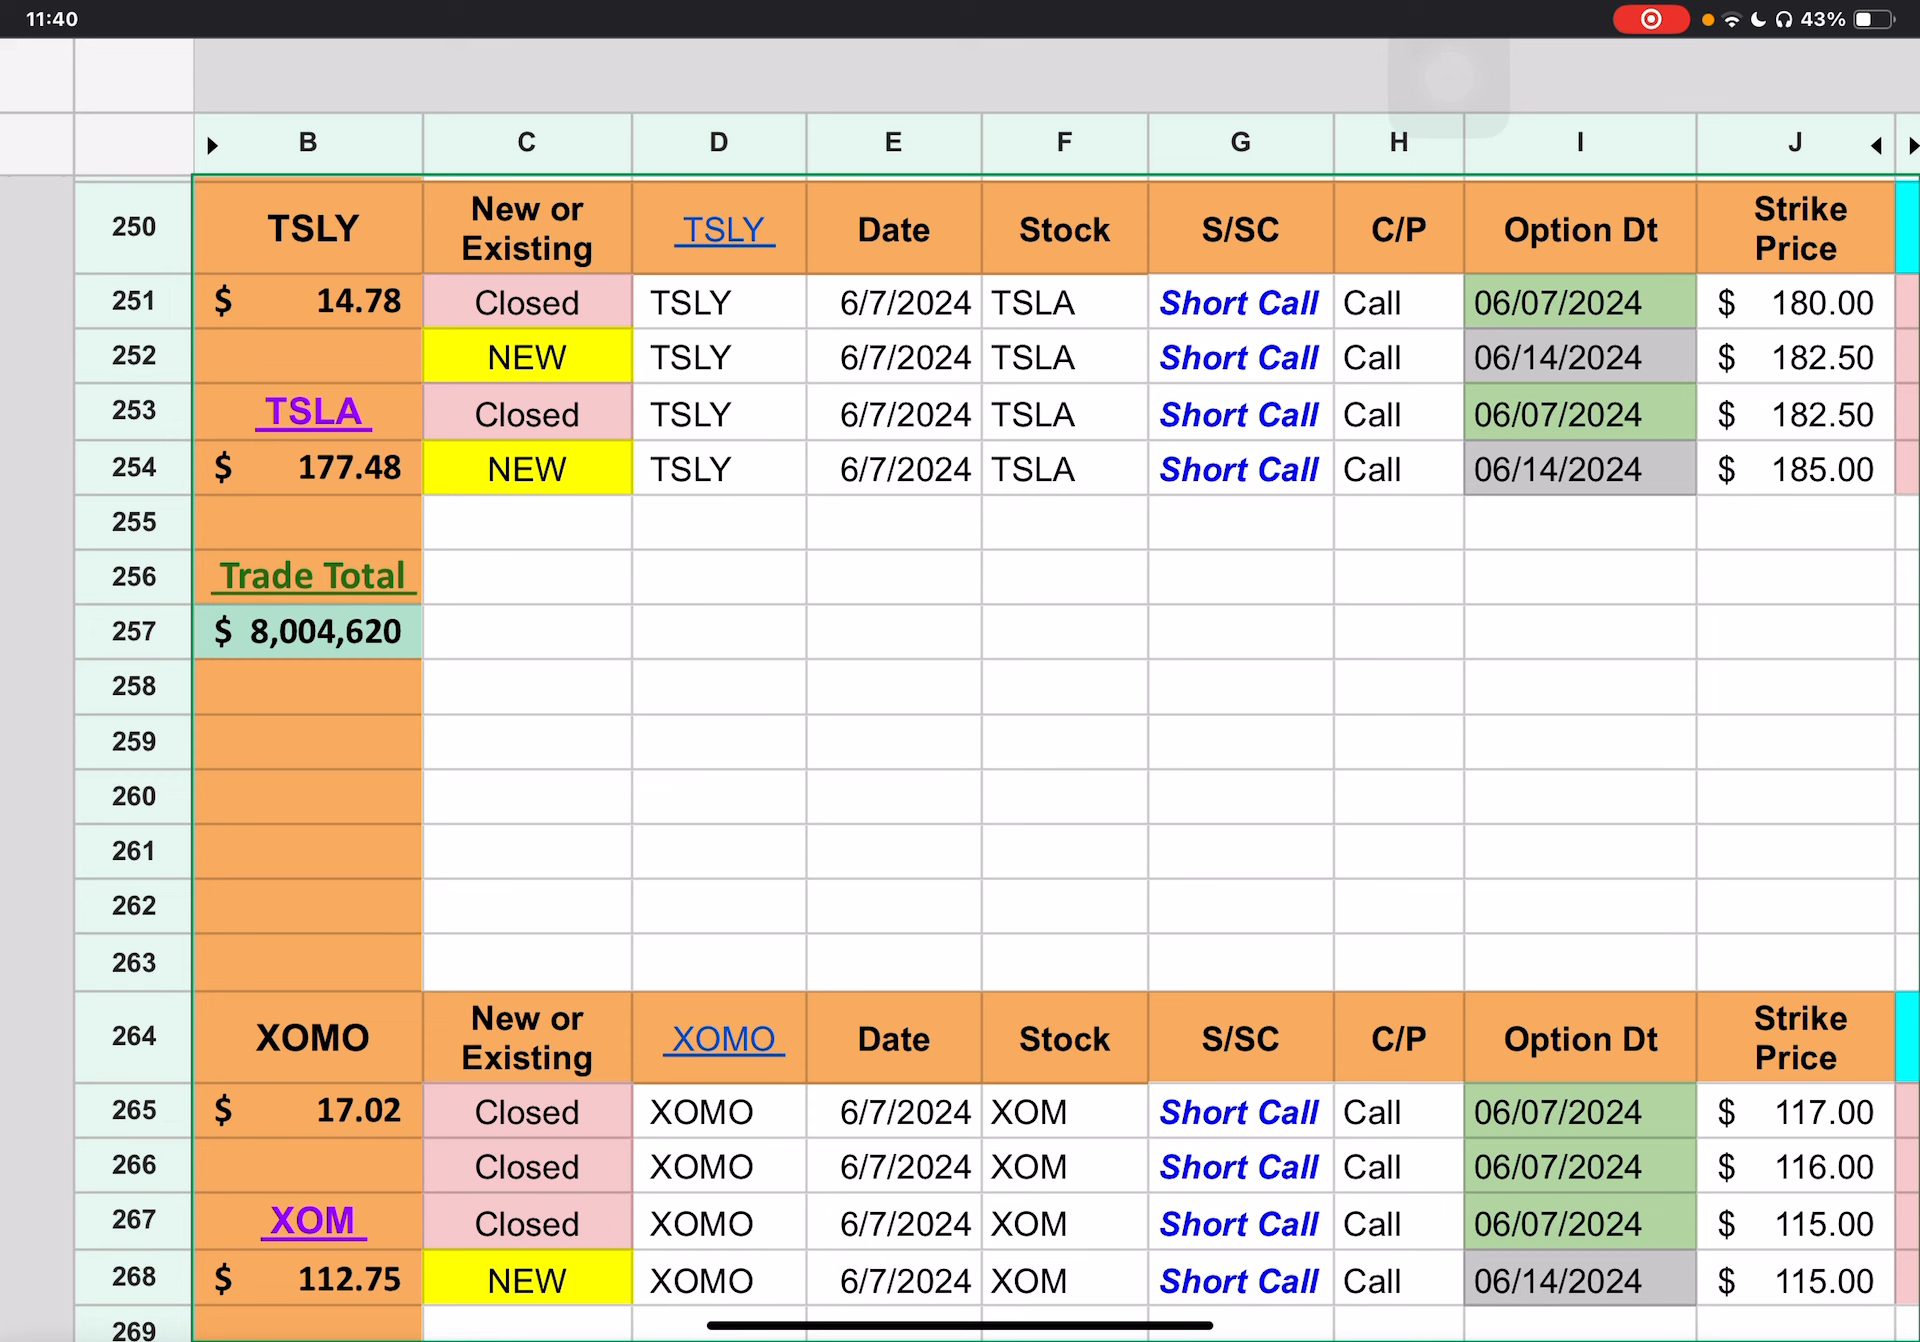 11:40 43%
B C D E F G H I J
250 TSLY New or Existing TSLY Date Stock S/SC C/P Option Dt Strike Price
251 $ 14.78 Closed TSLY 6/7/2024 TSLA Short Call Call 06/07/2024 $ 180.00
252 NEW TSLY 6/7/2024 TSLA Short Call Call 06/14/2024 $ 182.50
253 TSLA Closed TSLY 6/7/2024 TSLA Short Call Call 06/07/2024 $ 182.50
254 $ 177.48 NEW TSLY 6/7/2024 TSLA Short Call Call 06/14/2024 $ 185.00
255
256 Trade Total
257 $ 8,004,620
258
259
260
261
262
263
264 XOMO New or Existing XOMO Date Stock S/SC C/P Option Dt Strike Price
265 $ 17.02 Closed XOMO 6/7/2024 XOM Short Call Call 06/07/2024 $ 117.00
266 Closed XOMO 6/7/2024 XOM Short Call Call 06/07/2024 $ 116.00
267 XOM Closed XOMO 6/7/2024 XOM Short Call Call 06/07/2024 $ 115.00
268 $ 112.75 NEW XOMO 6/7/2024 XOM Short Call Call 06/14/2024 $ 115.00
269